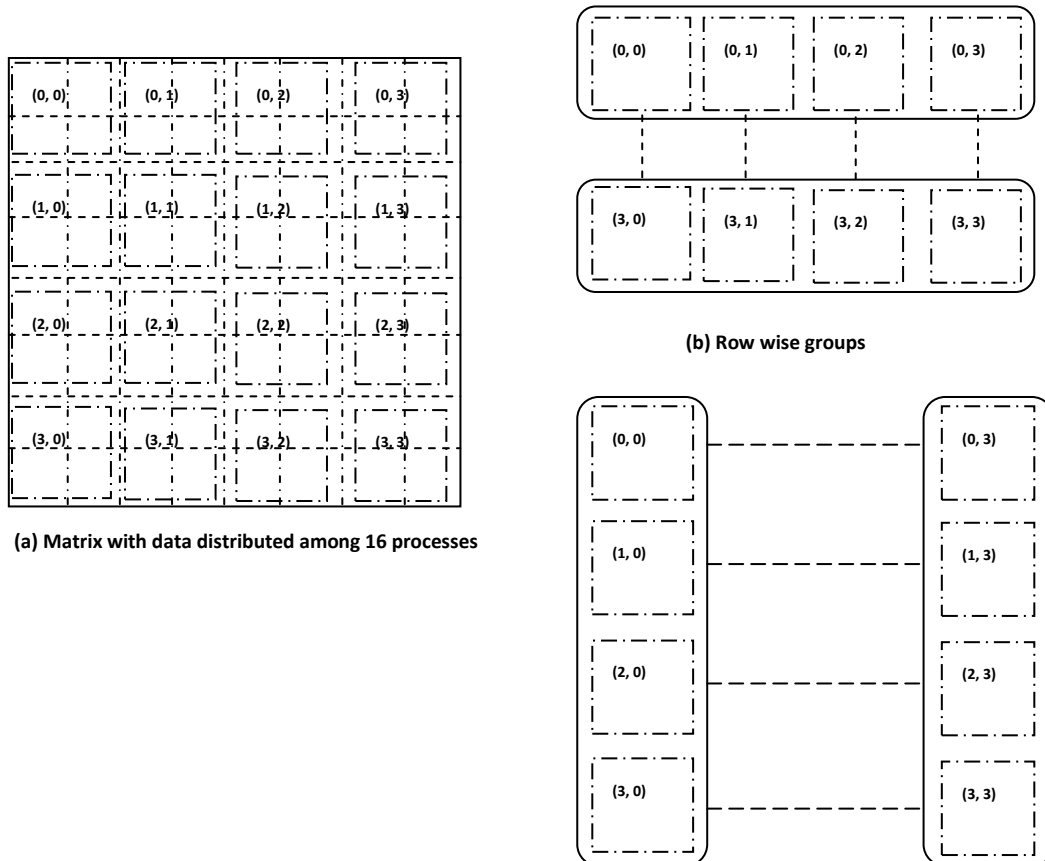 (0, 0) (0, 1) (0, 2) (0, 3)
(1, 0) (1, 1) (1, 2) (1, 3)
(2, 0) (2, 1) (2, 2) (2, 3)
(3, 0) (3, 1) (3, 2) (3, 3)
(a) Matrix with data distributed among 16 processes
(0, 0) (0, 1) (0, 2) (0, 3)
(3, 0) (3, 1) (3, 2) (3, 3)
(b) Row wise groups
(0, 0) (0, 3)
(1, 0) (1, 3)
(2, 0) (2, 3)
(3, 0) (3, 3)